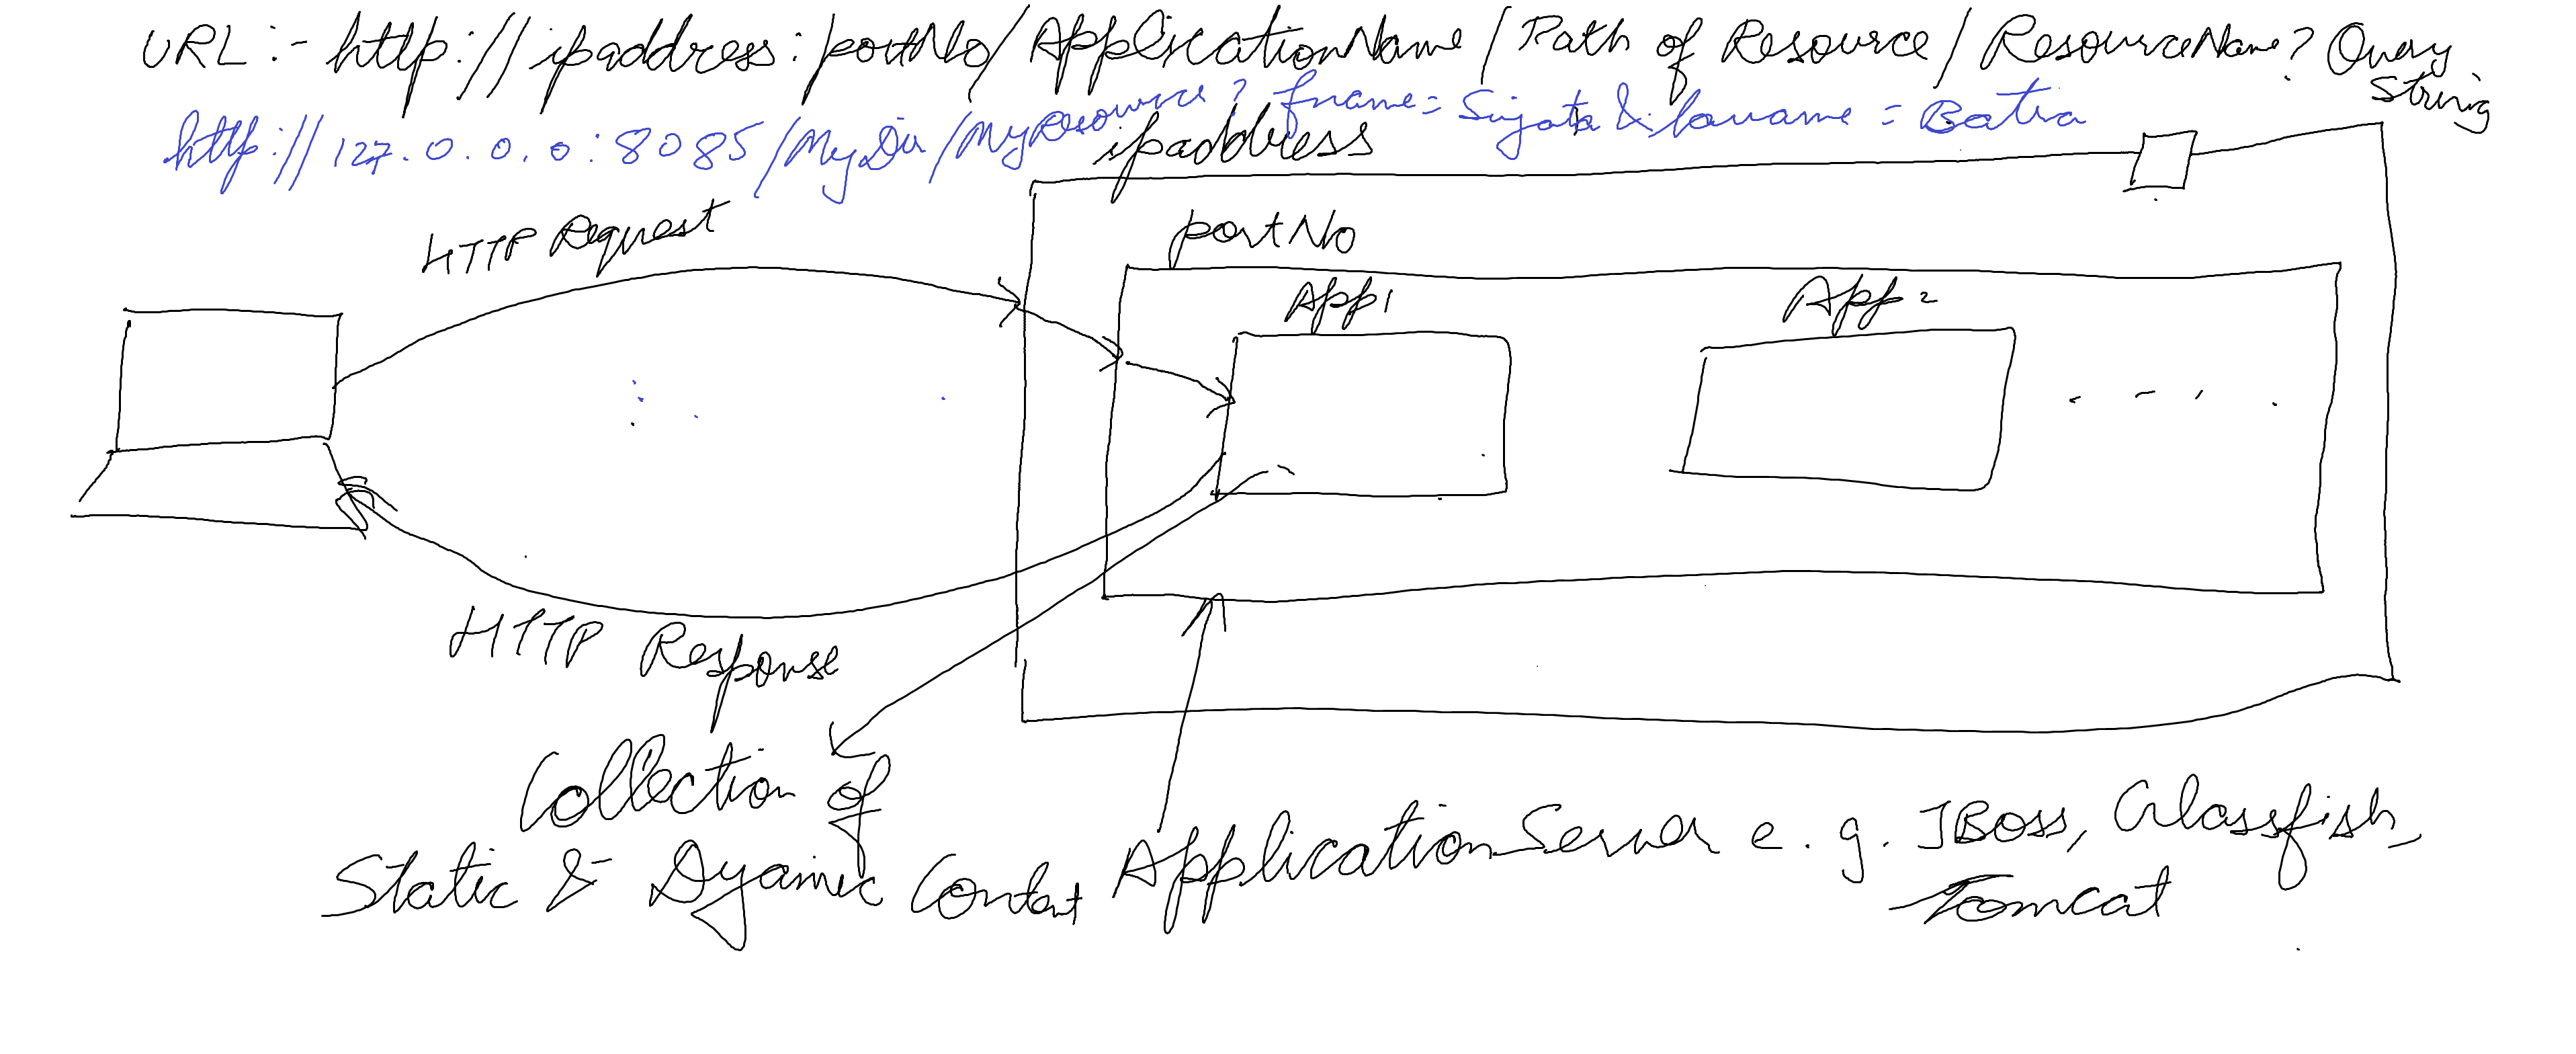 URL :- http://ipaddress:portNo/ApplicationName/Path of Resource/ResourceName? Query String
http://127.0.0.0:8085/MyDir/MyResource? fname=Sujata & lauame = Batra
ipaddress
HTTP Request
portNo
App1
App2
HTTP Response
Collection of
Static & Dyamic Content
Application Server e.g. JBoss, Glassfish,
Tomcat